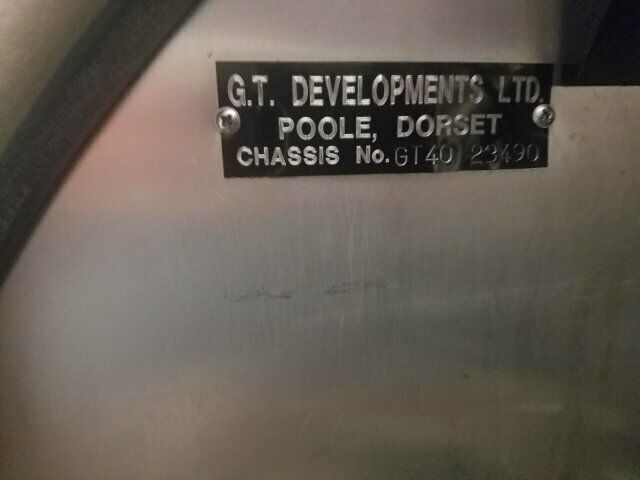 G.T. DEVELOPMENTS LTD.
POOLE, DORSET
CHASSIS No. GT40 23490